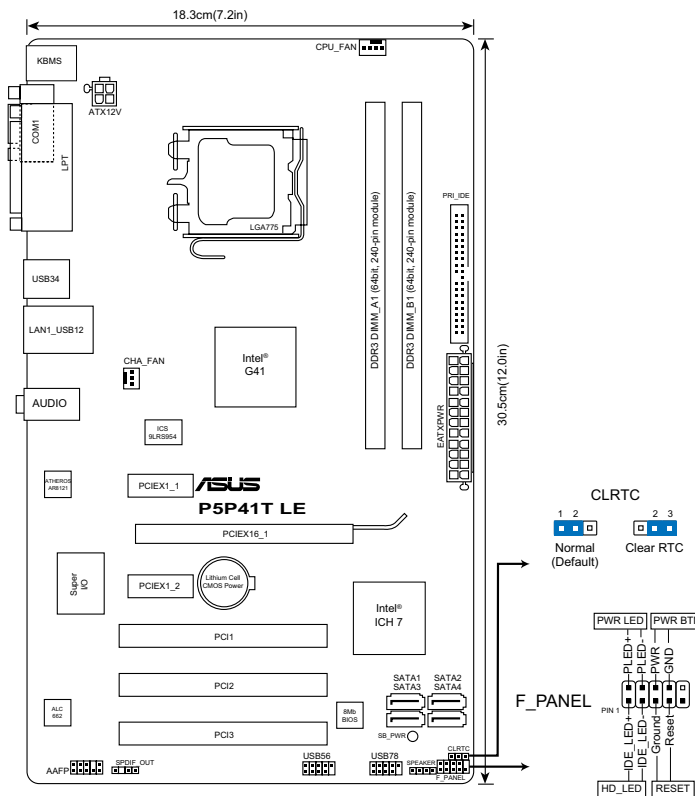 18.3cm(7.2in)
CPU_FAN
KBMS
ATX12V
COM1
LPT
LGA775
DDR3 DIMM_A1 (64bit, 240-pin module)
DDR3 DIMM_B1 (64bit, 240-pin module)
PRI_IDE
30.5cm(12.0in)
USB34
LAN1_USB12
CHA_FAN
Intel®
G41
EATXPWR
AUDIO
ICS
9LRS954
ATHEROS
AR8121
PCIEX1_1
ASUS
P5P41T LE
PCIEX16_1
Super
I/O
PCIEX1_2
Lithium Cell
CMOS Power
Intel®
ICH 7
PCI1
PCI2
PCI3
ALC
662
8Mb
BIOS
SATA1 SATA2
SATA3 SATA4
SB_PWR
AAFP
SPDIF_OUT
USB56
USB78
SPEAKER
CLRTC
F_PANEL
CLRTC
1 2
2 3
Normal
(Default)
Clear RTC
F_PANEL
PWR LED
PWR BTN
PLED+
PLED-
PWR
GND
PIN 1
IDE_LED+
IDE_LED-
Ground
Reset
HD_LED
RESET